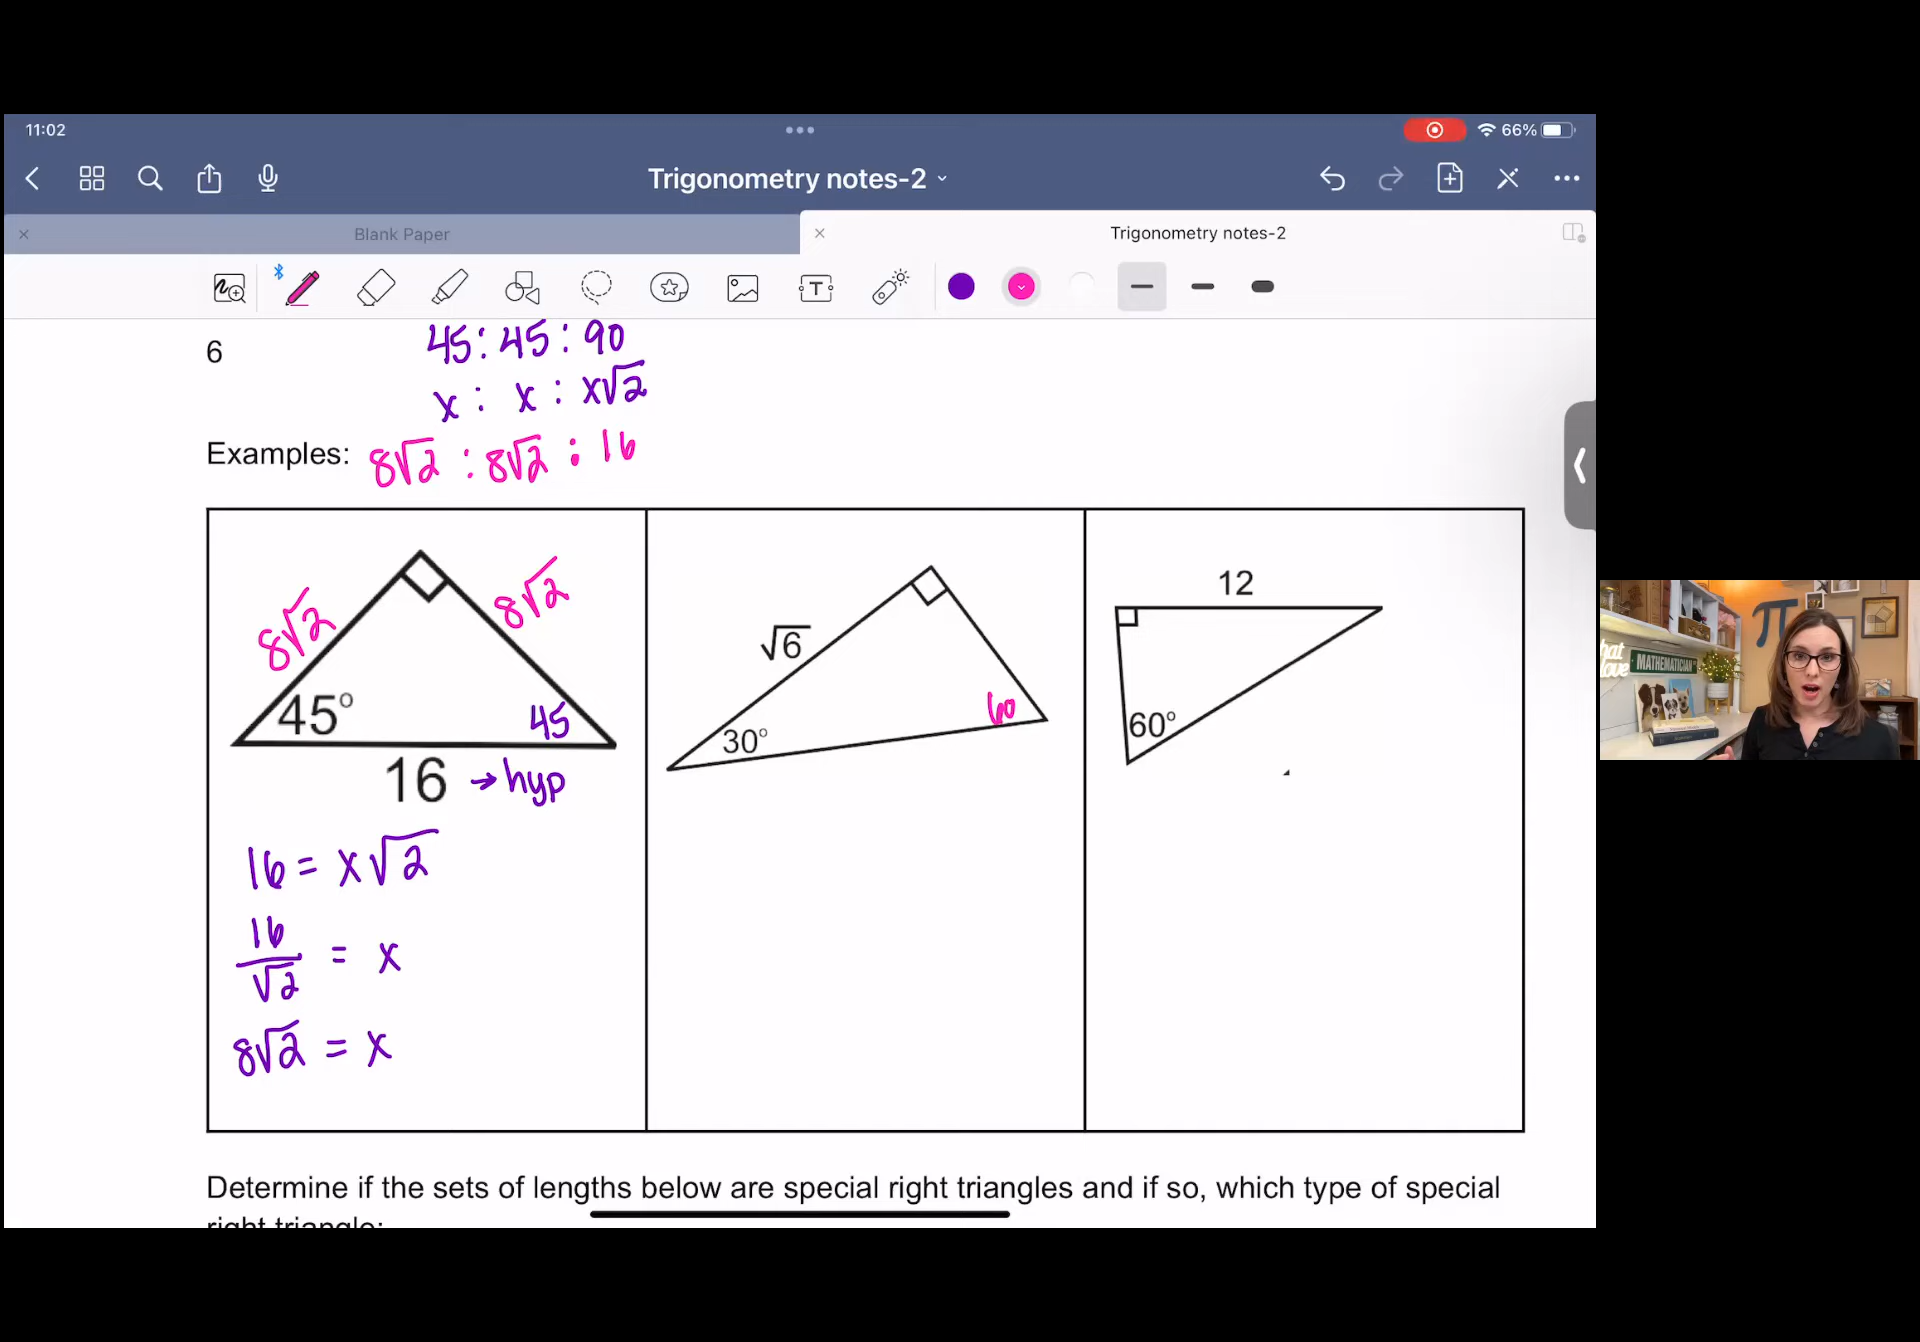 11:02
66%
Trigonometry notes-2
Blank Paper
Trigonometry notes-2
T
6
45 : 45 : 90
x : x : x√2
Examples:
8√2 : 8√2 : 16
8√2
8√2
45°
45
16 → hyp
16 = x√2
16/√2 = x
8√2 = x
√6
30°
60
12
60°
Determine if the sets of lengths below are special right triangles and if so, which type of special
right triangle:
MATHEMATICIAN
π